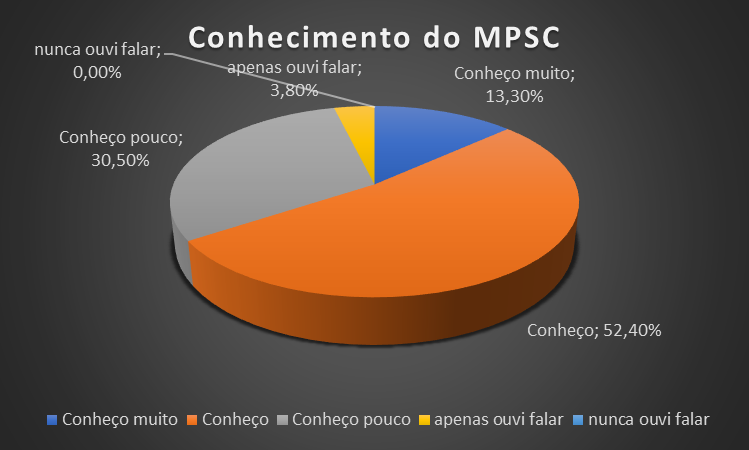 Conhecimento do MPSC
nunca ouvi falar;
0,00%
apenas ouvi falar;
3,80%
Conheço muito;
13,30%
Conheço pouco;
30,50%
Conheço; 52,40%
Conheço muito
Conheço
Conheço pouco
apenas ouvi falar
nunca ouvi falar